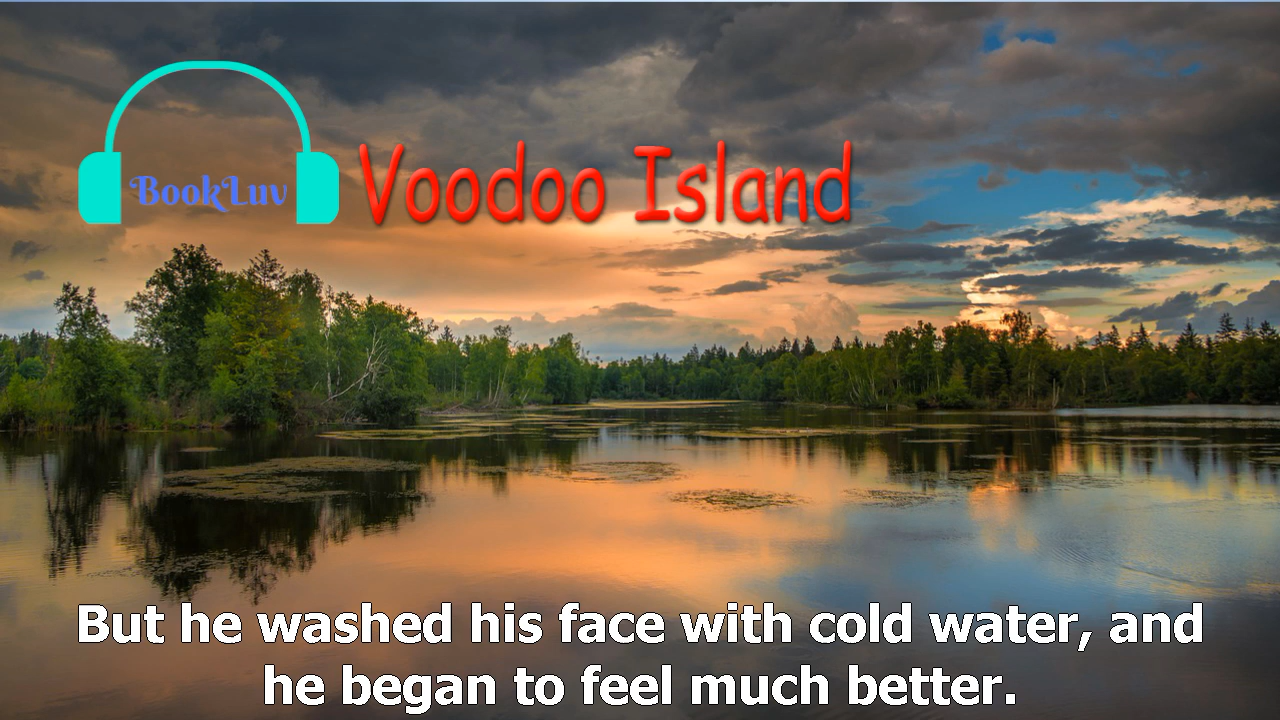 BookLuv
Voodoo Island
But he washed his face with cold water, and
he began to feel much better.